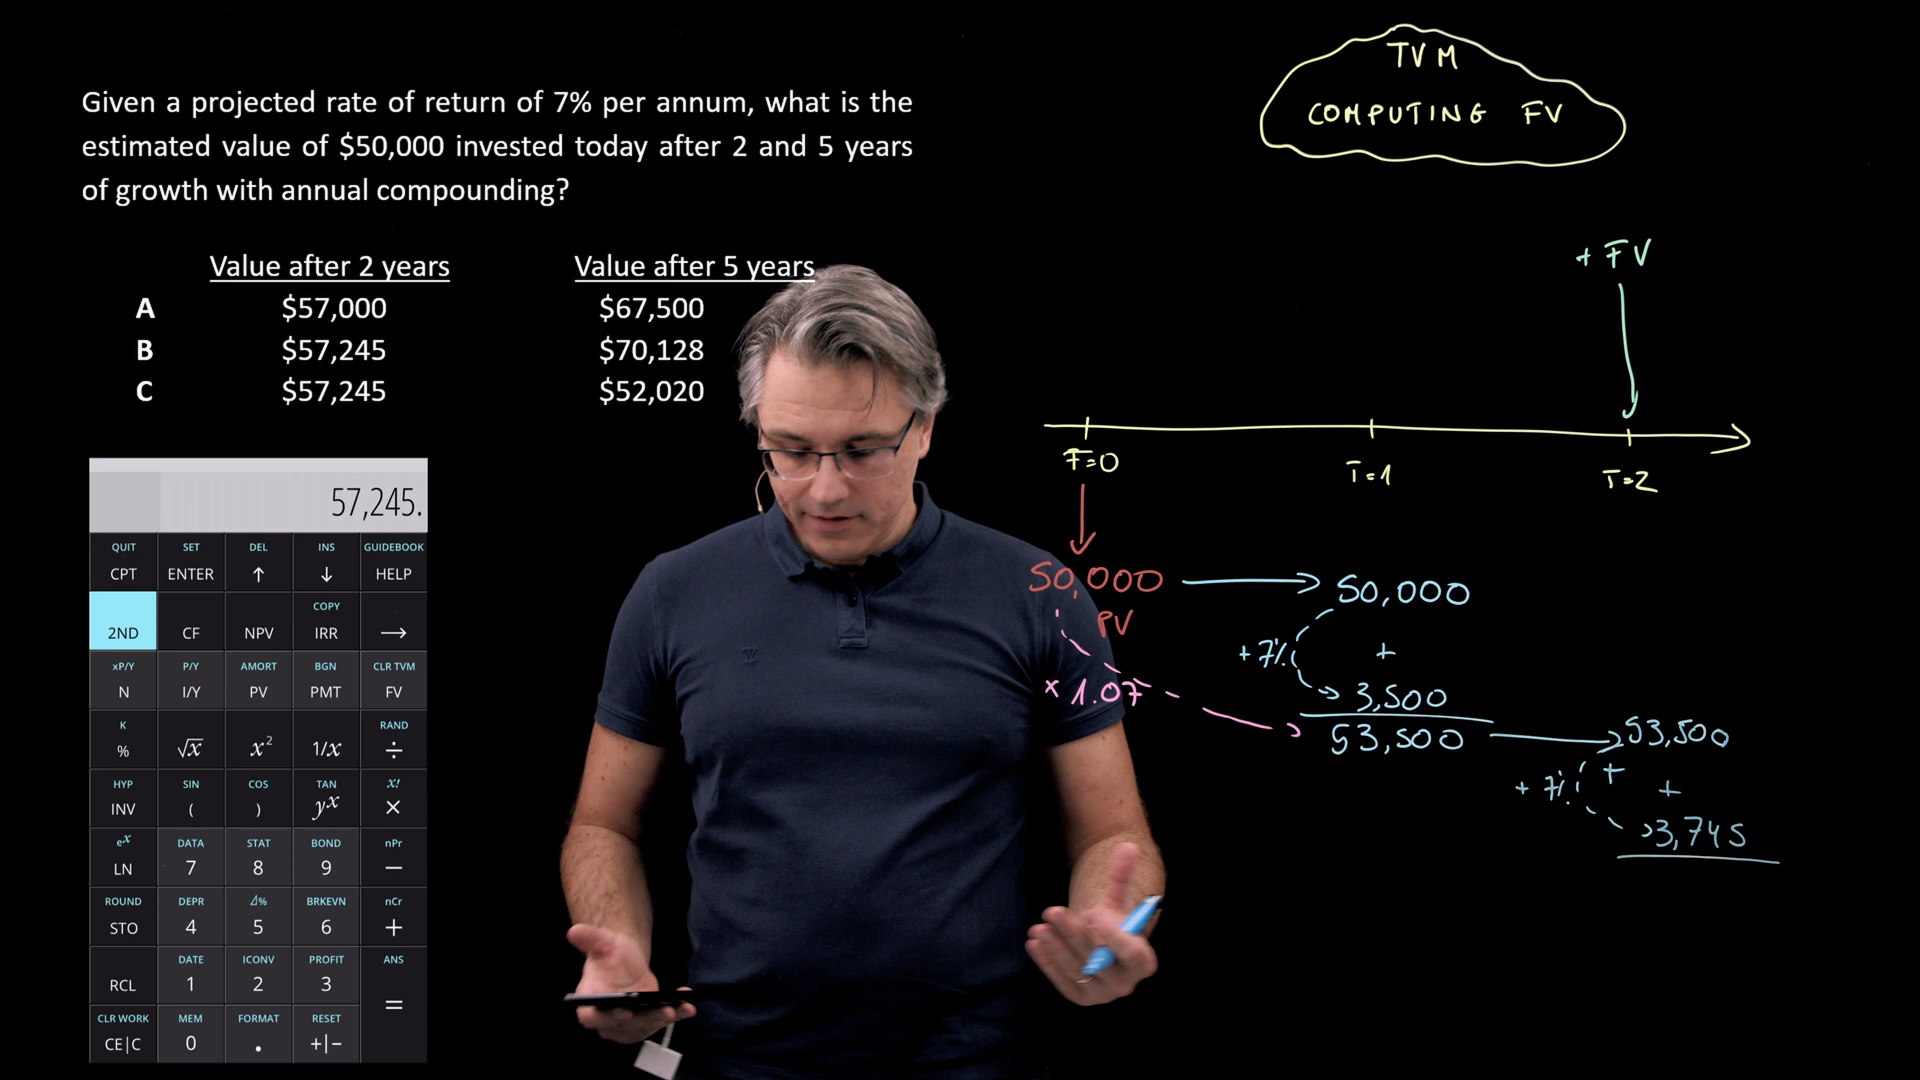 Given a projected rate of return of 7% per annum, what is the
estimated value of $50,000 invested today after 2 and 5 years
of growth with annual compounding?
Value after 2 years Value after 5 years
A $57,000 $67,500
B $57,245 $70,128
C $57,245 $52,020
57,245.
QUIT SET DEL INS GUIDEBOOK
CPT ENTER ↑ ↓ HELP
COPY
2ND CF NPV IRR →
xP/Y P/Y AMORT BGN CLR TVM
N I/Y PV PMT FV
K RAND
% √x x² 1/x ÷
HYP SIN COS TAN x!
INV ( ) yˣ ×
eˣ DATA STAT BOND nPr
LN 7 8 9 −
ROUND DEPR Δ% BRKEVN nCr
STO 4 5 6 +
DATE ICONV PROFIT ANS
RCL 1 2 3 =
CLR WORK MEM FORMAT RESET
CE|C 0 . +|−
TVM
COMPUTING FV
+ FV
T=0 T=1 T=2
50,000 50,000
PV
+7% +
× 1.07 3,500
53,500 53,500
+
+7% +
3,745